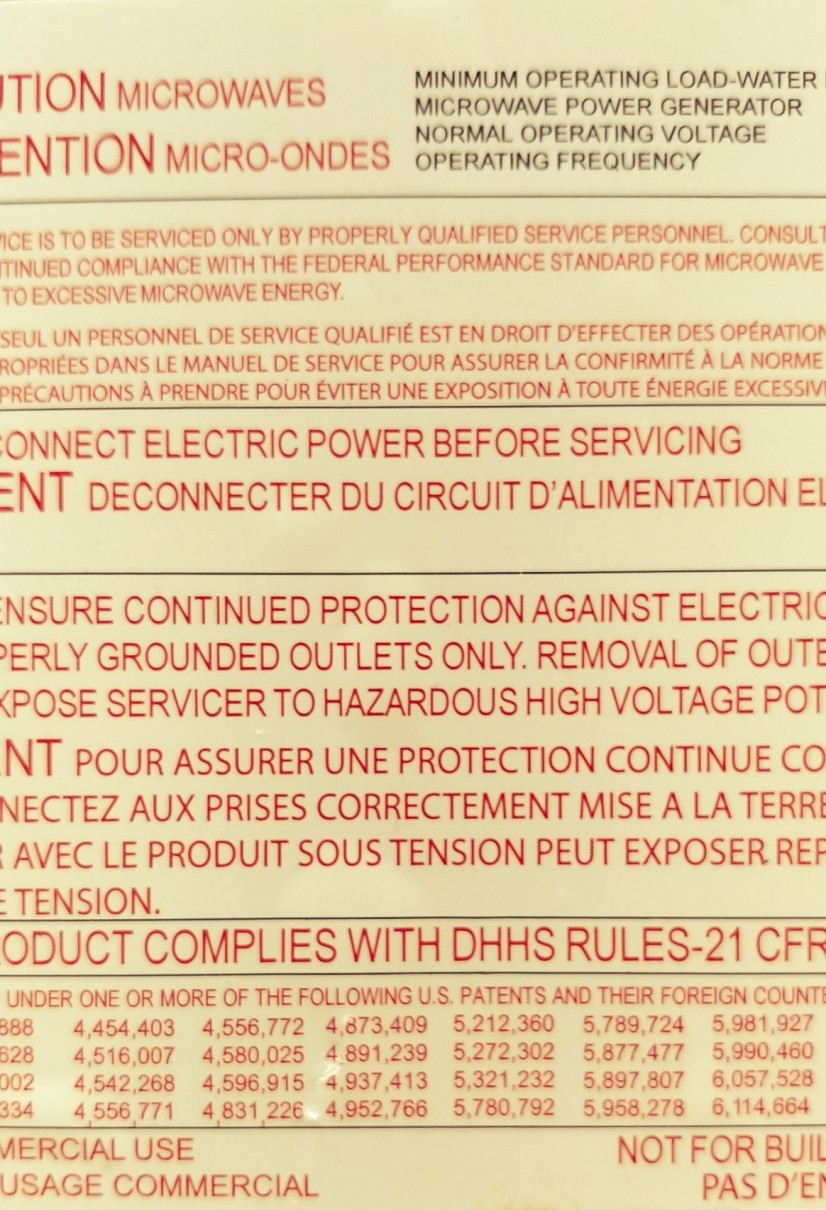 UTION MICROWAVES
ENTION MICRO-ONDES
MINIMUM OPERATING LOAD-WATER
MICROWAVE POWER GENERATOR
NORMAL OPERATING VOLTAGE
OPERATING FREQUENCY
VICE IS TO BE SERVICED ONLY BY PROPERLY QUALIFIED SERVICE PERSONNEL. CONSULT
TINUED COMPLIANCE WITH THE FEDERAL PERFORMANCE STANDARD FOR MICROWAVE
TO EXCESSIVE MICROWAVE ENERGY.
SEUL UN PERSONNEL DE SERVICE QUALIFIÉ EST EN DROIT D'EFFECTER DES OPÉRATION
ROPRIÉES DANS LE MANUEL DE SERVICE POUR ASSURER LA CONFIRMITÉ À LA NORME
PRÉCAUTIONS À PRENDRE POUR ÉVITER UNE EXPOSITION À TOUTE ÉNERGIE EXCESSIV
CONNECT ELECTRIC POWER BEFORE SERVICING
ENT DECONNECTER DU CIRCUIT D'ALIMENTATION EL
ENSURE CONTINUED PROTECTION AGAINST ELECTRIC
PERLY GROUNDED OUTLETS ONLY. REMOVAL OF OUTE
XPOSE SERVICER TO HAZARDOUS HIGH VOLTAGE POT
ENT POUR ASSURER UNE PROTECTION CONTINUE CO
NNECTEZ AUX PRISES CORRECTEMENT MISE A LA TERRE
R AVEC LE PRODUIT SOUS TENSION PEUT EXPOSER REP
E TENSION.
ODUCT COMPLIES WITH DHHS RULES-21 CFR
UNDER ONE OR MORE OF THE FOLLOWING U.S. PATENTS AND THEIR FOREIGN COUNTE
888 4,454,403 4,556,772 4,873,409 5,212,360 5,789,724 5,981,927
628 4,516,007 4,580,025 4,891,239 5,272,302 5,877,477 5,990,460
002 4,542,268 4,596,915 4,937,413 5,321,232 5,897,807 6,057,528
334 4,556,771 4,831,226 4,952,766 5,780,792 5,958,278 6,114,664
MERCIAL USE
USAGE COMMERCIAL
NOT FOR BUIL
PAS D'EN